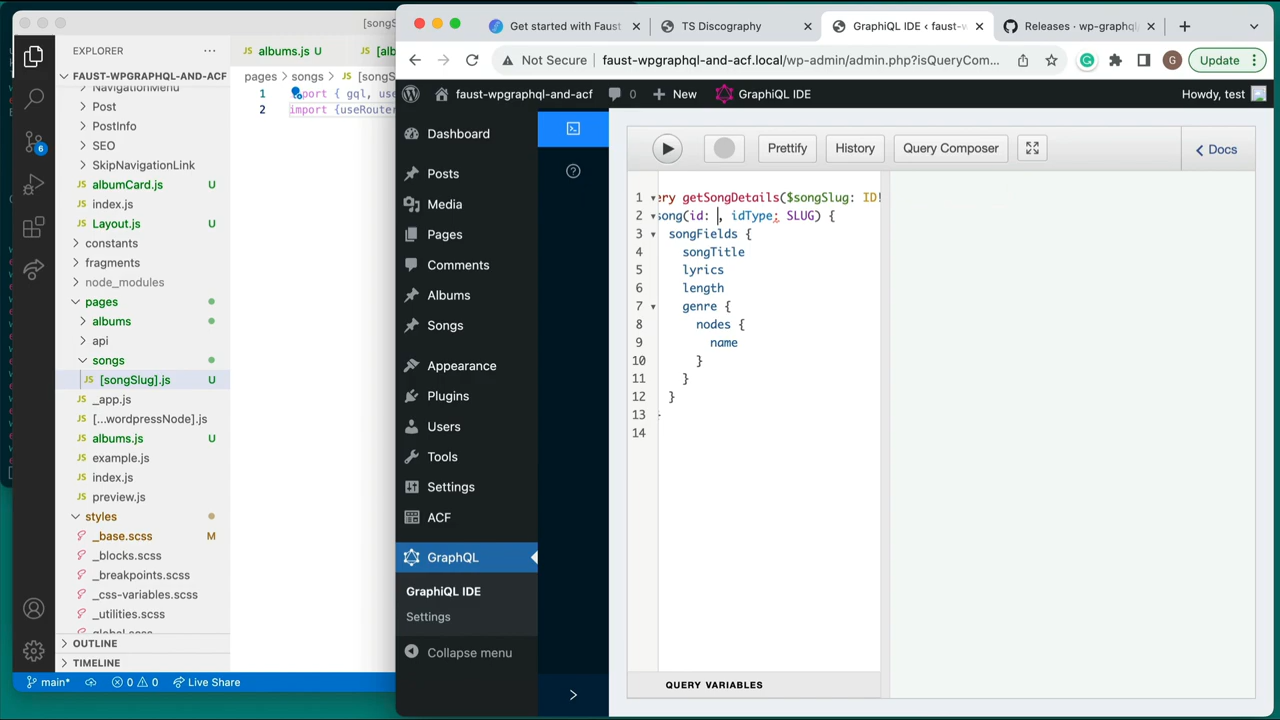 [songS
EXPLORER
FAUST-WPGRAPHQL-AND-ACF
NavigationMenu
Post
PostInfo
SEO
SkipNavigationLink
albumCard.js U
index.js
Layout.js U
constants
fragments
node_modules
pages
albums
api
songs
[songSlug].js U
_app.js
[...wordpressNode].js
albums.js U
example.js
index.js
preview.js
styles
_base.scss M
_blocks.scss
_breakpoints.scss
_css-variables.scss
_utilities.scss
global.scss
OUTLINE
TIMELINE
6
main* 0 0 Live Share
albums.js U [alb
pages > songs > JS [songS
1 port { gql, use
2 import {useRouter
Get started with Faust
TS Discography
GraphiQL IDE ‹ faust-w
Releases · wp-graphql
Not Secure faust-wpgraphql-and-acf.local/wp-admin/admin.php?isQueryCom...
G Update
faust-wpgraphql-and-acf 0 New GraphiQL IDE Howdy, test
Dashboard
Posts
Media
Pages
Comments
Albums
Songs
Appearance
Plugins
Users
Tools
Settings
ACF
GraphQL
GraphiQL IDE
Settings
Collapse menu
Prettify History Query Composer Docs
1 ery getSongDetails($songSlug: ID!
2 song(id: , idType: SLUG) {
3 songFields {
4 songTitle
5 lyrics
6 length
7 genre {
8 nodes {
9 name
10 }
11 }
12 }
13
14
QUERY VARIABLES